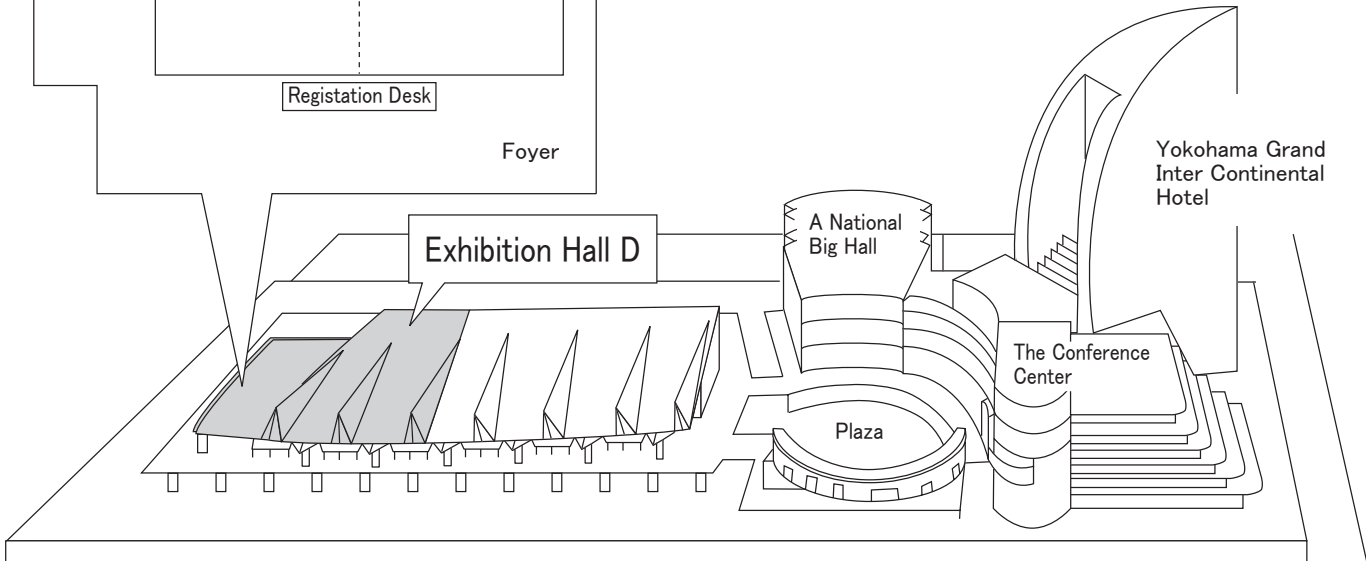 Registation Desk
Foyer
Exhibition Hall D
A National
Big Hall
Yokohama Grand
Inter Continental
Hotel
The Conference
Center
Plaza